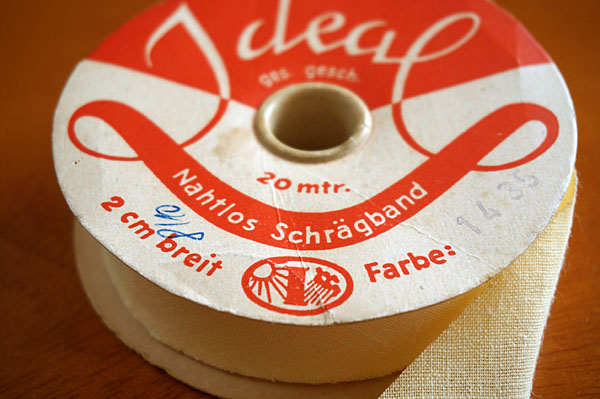 Ideal
ges. gesch.
20 mtr.
Nahtlos Schrägband
2 cm breit
Farbe: 1435